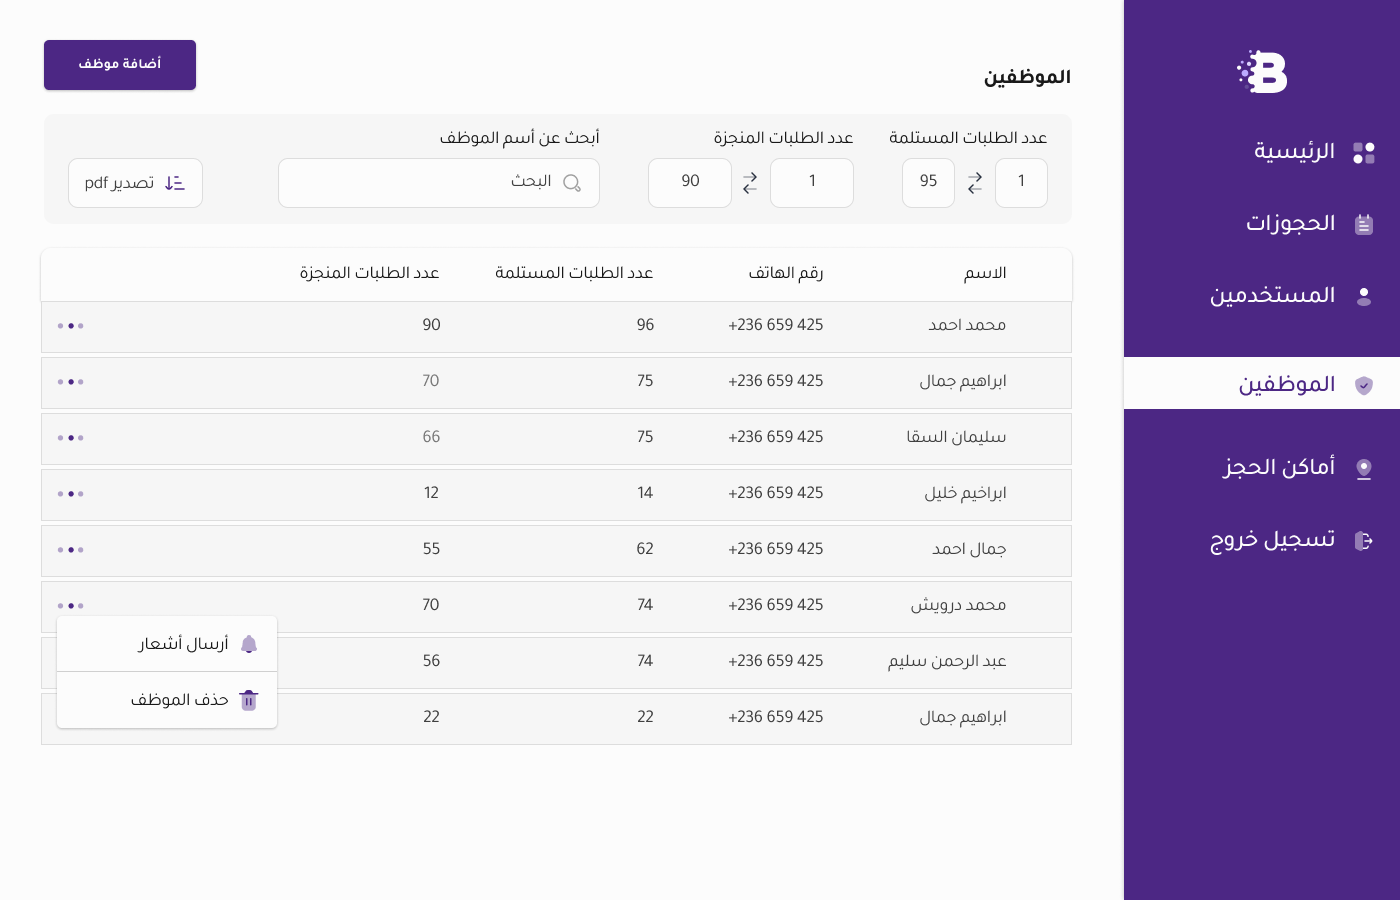 B
الرئيسية
الحجوزات
المستخدمين
الموظفين
أماكن الحجز
تسجيل خروج
الموظفين
أضافة موظف
عدد الطلبات المستلمة
1
95
عدد الطلبات المنجزة
1
90
أبحث عن أسم الموظف
البحث
تصدير pdf
الاسم رقم الهاتف عدد الطلبات المستلمة عدد الطلبات المنجزة
محمد احمد +236 659 425 96 90
ابراهيم جمال +236 659 425 75 70
سليمان السقا +236 659 425 75 66
ابراخيم خليل +236 659 425 14 12
جمال احمد +236 659 425 62 55
محمد درويش +236 659 425 74 70
عبد الرحمن سليم +236 659 425 74 56
ابراهيم جمال +236 659 425 22 22
أرسال أشعار
حذف الموظف